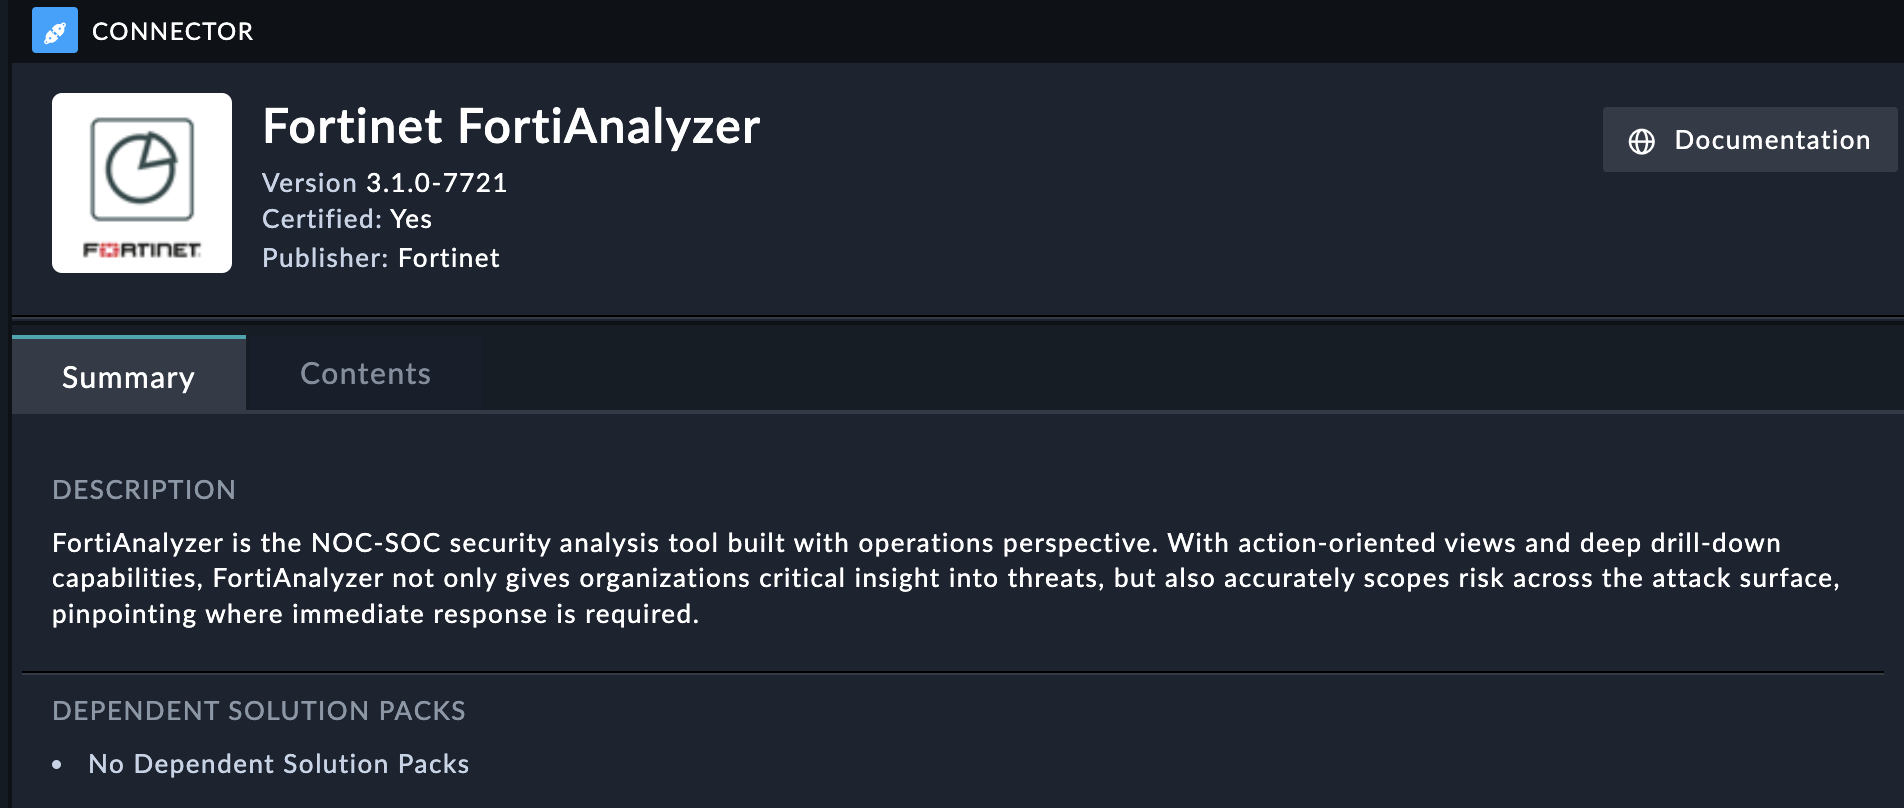 CONNECTOR
Fortinet FortiAnalyzer
Version 3.1.0-7721
Certified: Yes
Publisher: Fortinet
FORTINET
Documentation
Summary
Contents
DESCRIPTION
FortiAnalyzer is the NOC-SOC security analysis tool built with operations perspective. With action-oriented views and deep drill-down
capabilities, FortiAnalyzer not only gives organizations critical insight into threats, but also accurately scopes risk across the attack surface,
pinpointing where immediate response is required.
DEPENDENT SOLUTION PACKS
• No Dependent Solution Packs